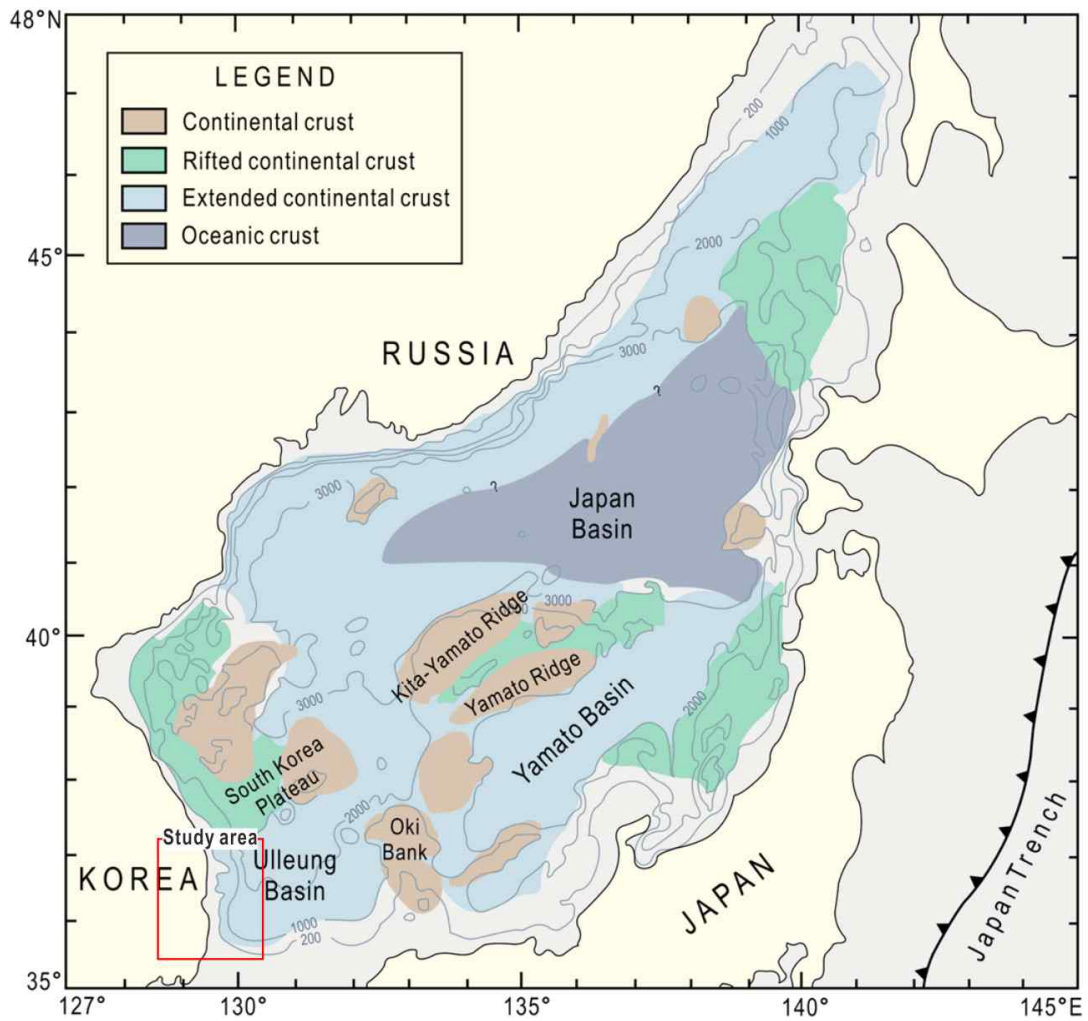 48°N
LEGEND
Continental crust
Rifted continental crust
Extended continental crust
Oceanic crust
200
1000
2000
45°
RUSSIA
3000
?
3000
?
Japan
Basin
3000
40°
Kita-Yamato Ridge
Yamato Ridge
3000
Yamato Basin
2000
South Korea
Plateau
2000
Oki
Bank
Study area
Ulleung
Basin
KOREA
JAPAN
Japan Trench
1000
200
35°
127°
130°
135°
140°
145°E